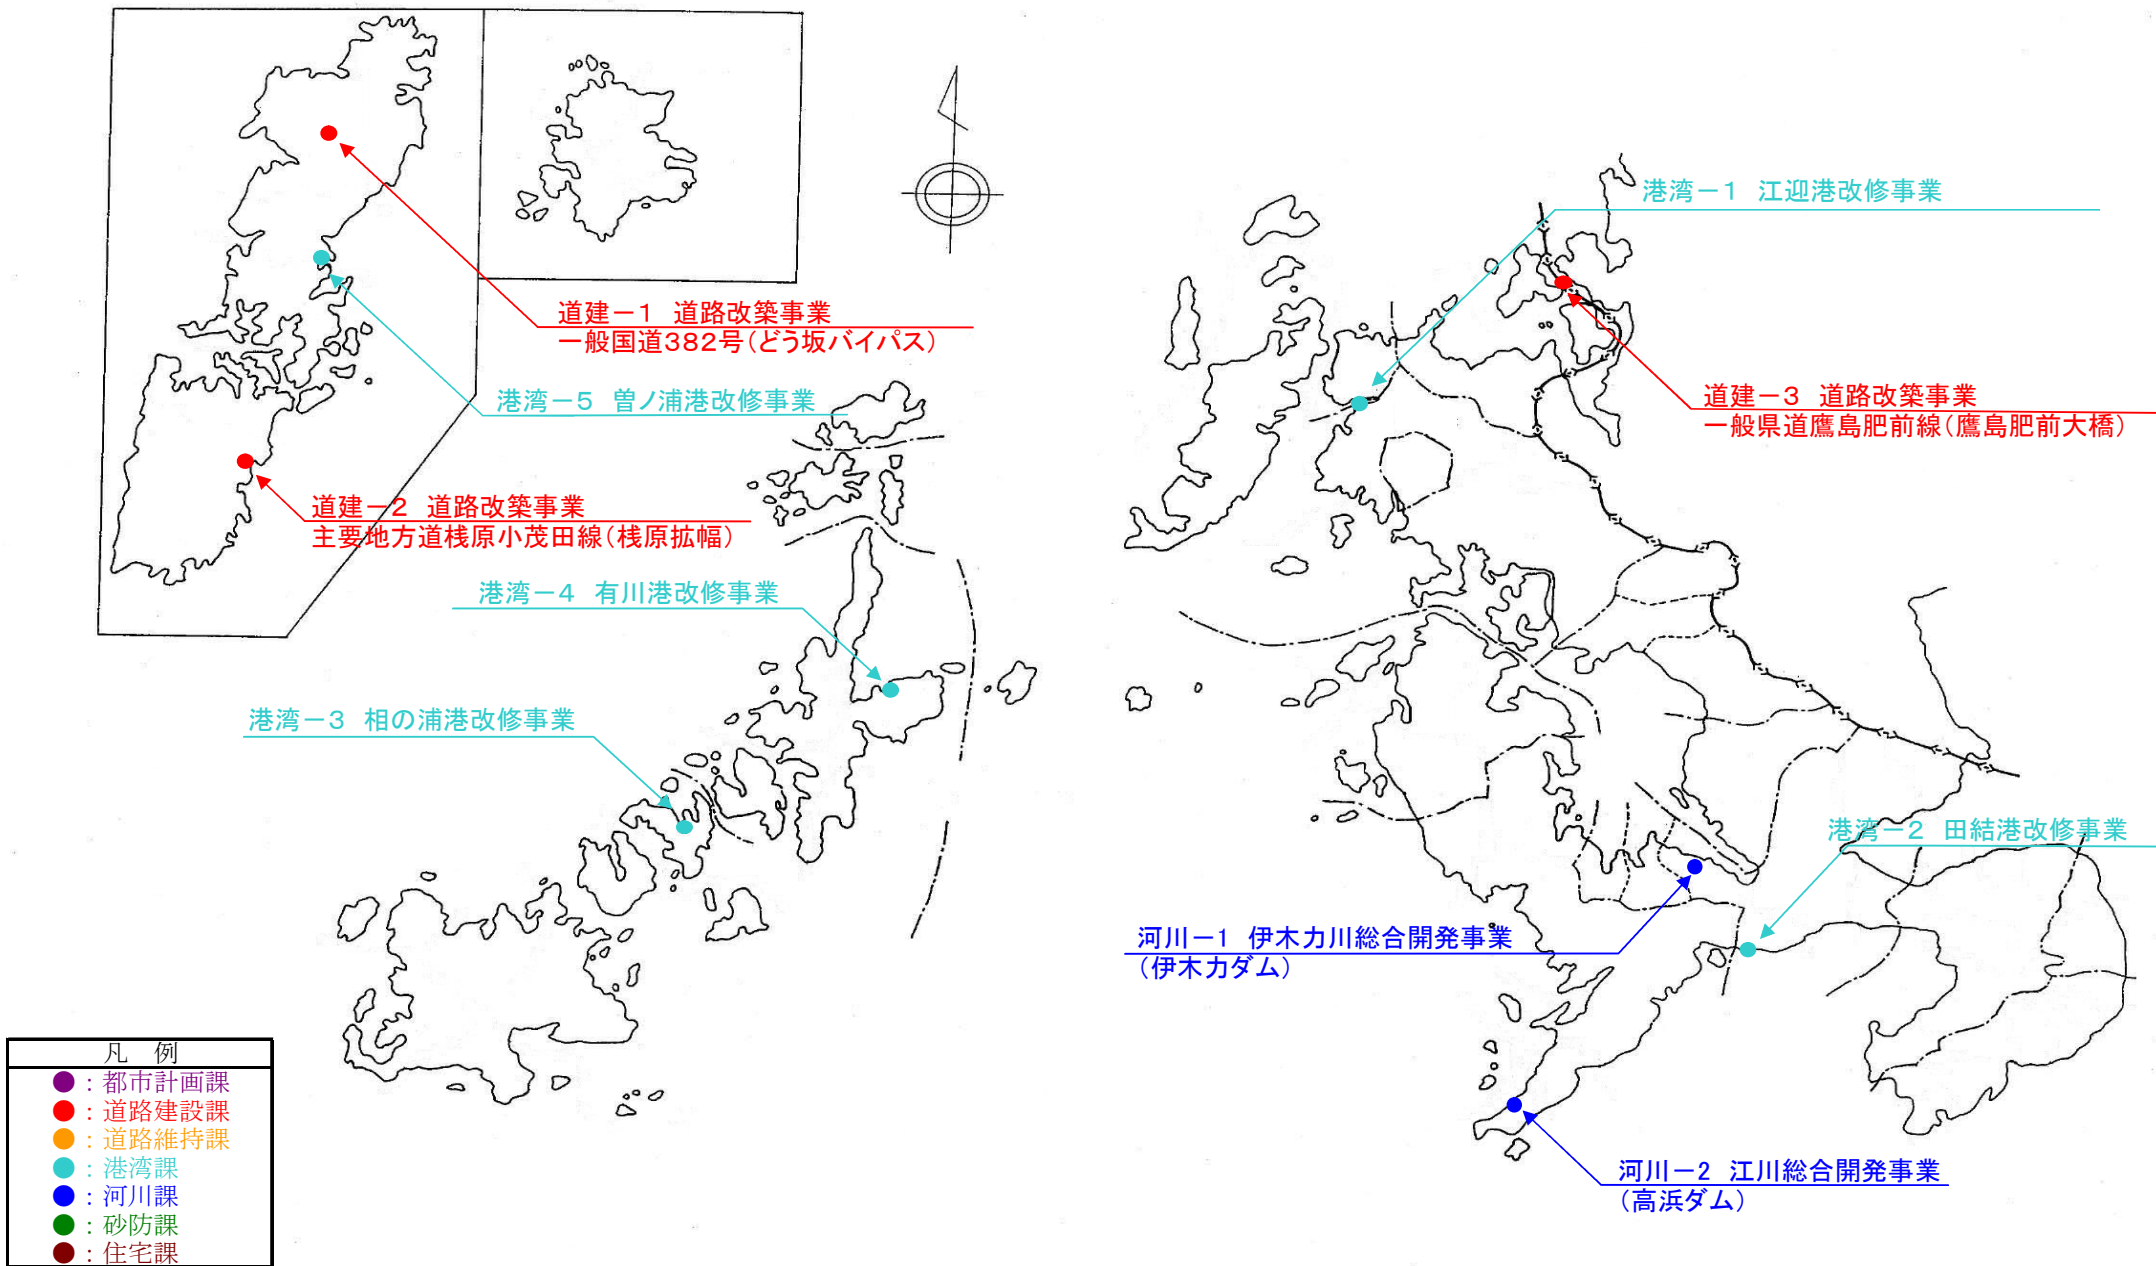 港湾－１ 江迎港改修事業
道建－１ 道路改築事業
一般国道382号（どう坂バイパス）
港湾－５ 曽ノ浦港改修事業
道建－３ 道路改築事業
一般県道鷹島肥前線（鷹島肥前大橋）
道建－２ 道路改築事業
主要地方道桟原小茂田線（桟原拡幅）
港湾－４ 有川港改修事業
港湾－３ 相の浦港改修事業
港湾－２ 田結港改修事業
河川－１ 伊木力川総合開発事業
（伊木力ダム）
河川－２ 江川総合開発事業
（高浜ダム）
凡 例
：都市計画課
：道路建設課
：道路維持課
：港湾課
：河川課
：砂防課
：住宅課